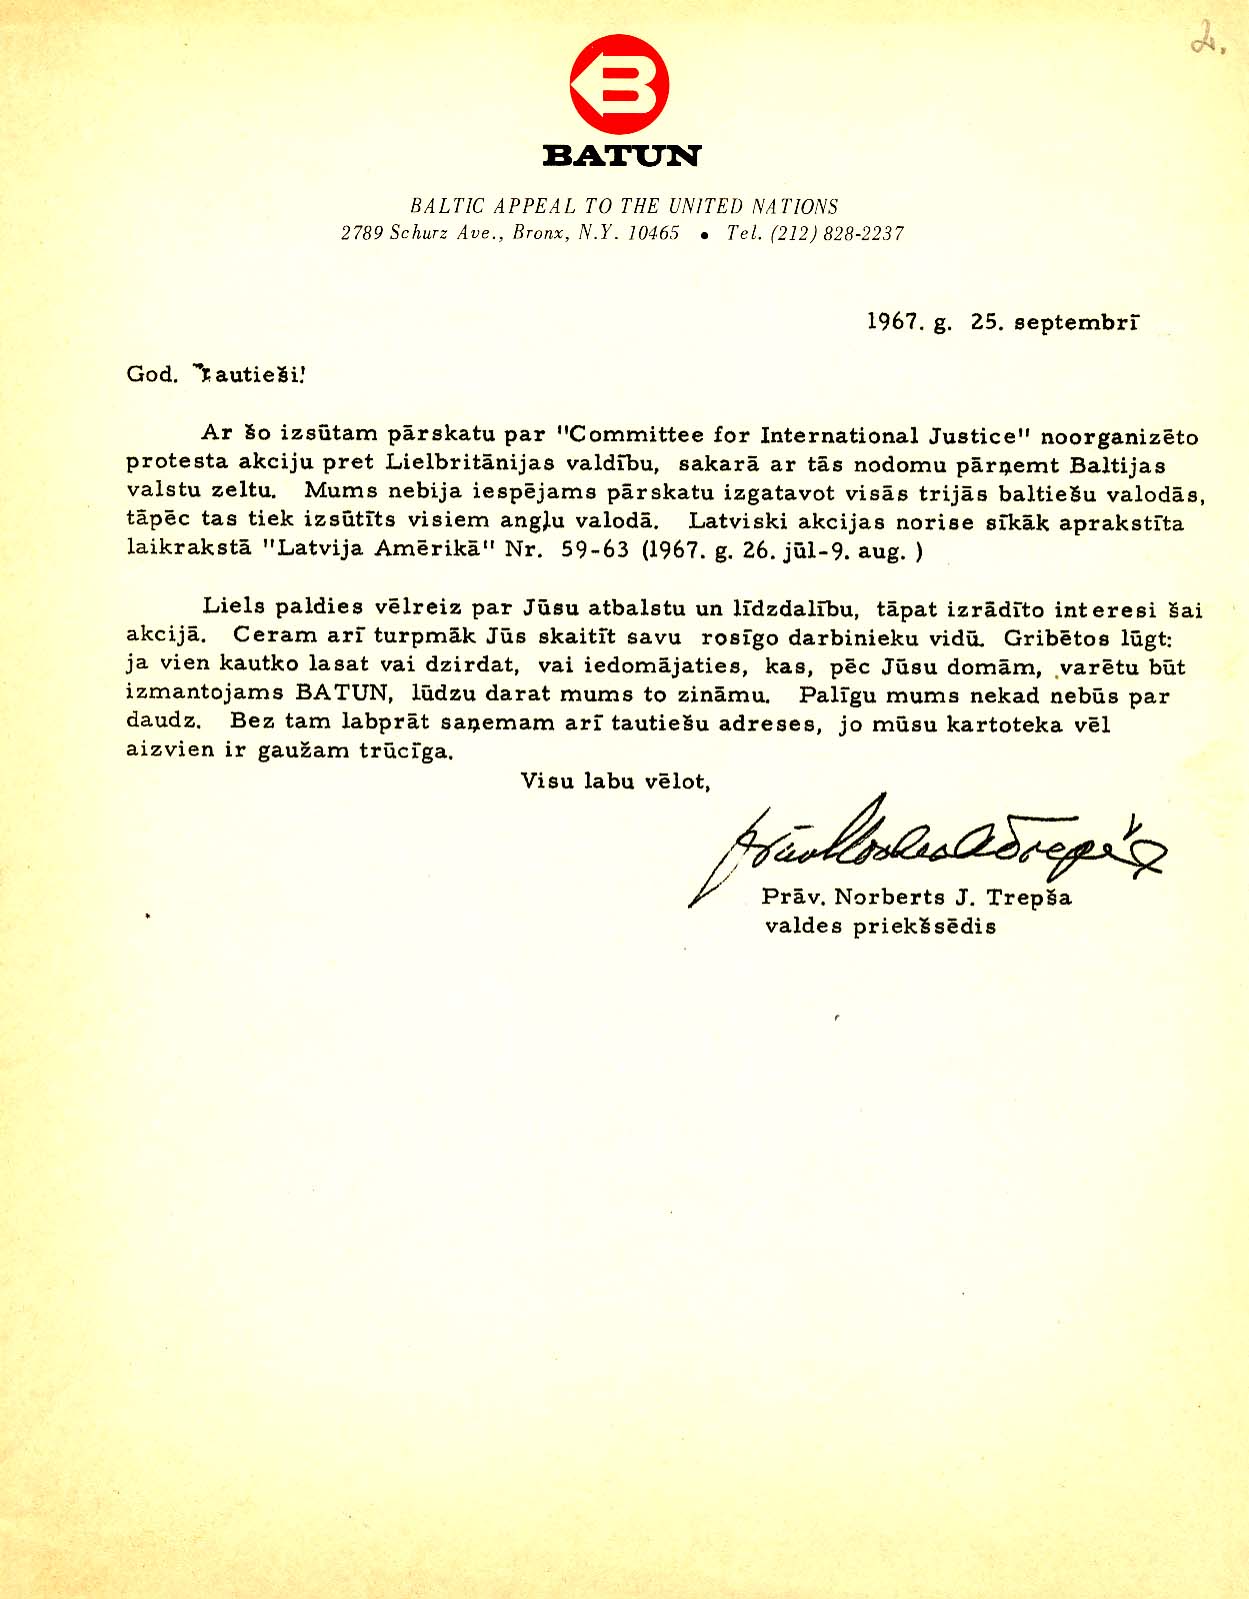 2.
B
BATUN
BALTIC APPEAL TO THE UNITED NATIONS
2789 Schurz Ave., Bronx, N.Y. 10465 • Tel. (212) 828-2237
1967. g. 25. septembrī
God. Tautieši!
Ar šo izsūtam pārskatu par "Committee for International Justice" noorganizēto
protesta akciju pret Lielbritānijas valdību, sakarā ar tās nodomu pārņemt Baltijas
valstu zeltu. Mums nebija iespējams pārskatu izgatavot visās trijās baltiešu valodās,
tāpēc tas tiek izsūtīts visiem angļu valodā. Latviski akcijas norise sīkāk aprakstīta
laikrakstā "Latvija Amērikā" Nr. 59-63 (1967. g. 26. jūl-9. aug. )
Liels paldies vēlreiz par Jūsu atbalstu un līdzdalību, tāpat izrādīto interesi šai
akcijā. Ceram arī turpmāk Jūs skaitīt savu rosīgo darbinieku vidū. Gribētos lūgt:
ja vien kautko lasat vai dzirdat, vai iedomājaties, kas, pēc Jūsu domām, varētu būt
izmantojams BATUN, lūdzu darat mums to zināmu. Palīgu mums nekad nebūs par
daudz. Bez tam labprāt saņemam arī tautiešu adreses, jo mūsu kartoteka vēl
aizvien ir gaužam trūcīga.
Visu labu vēlot,
Prāv. Norberts Trepša
Prāv. Norberts J. Trepša
valdes priekšsēdis